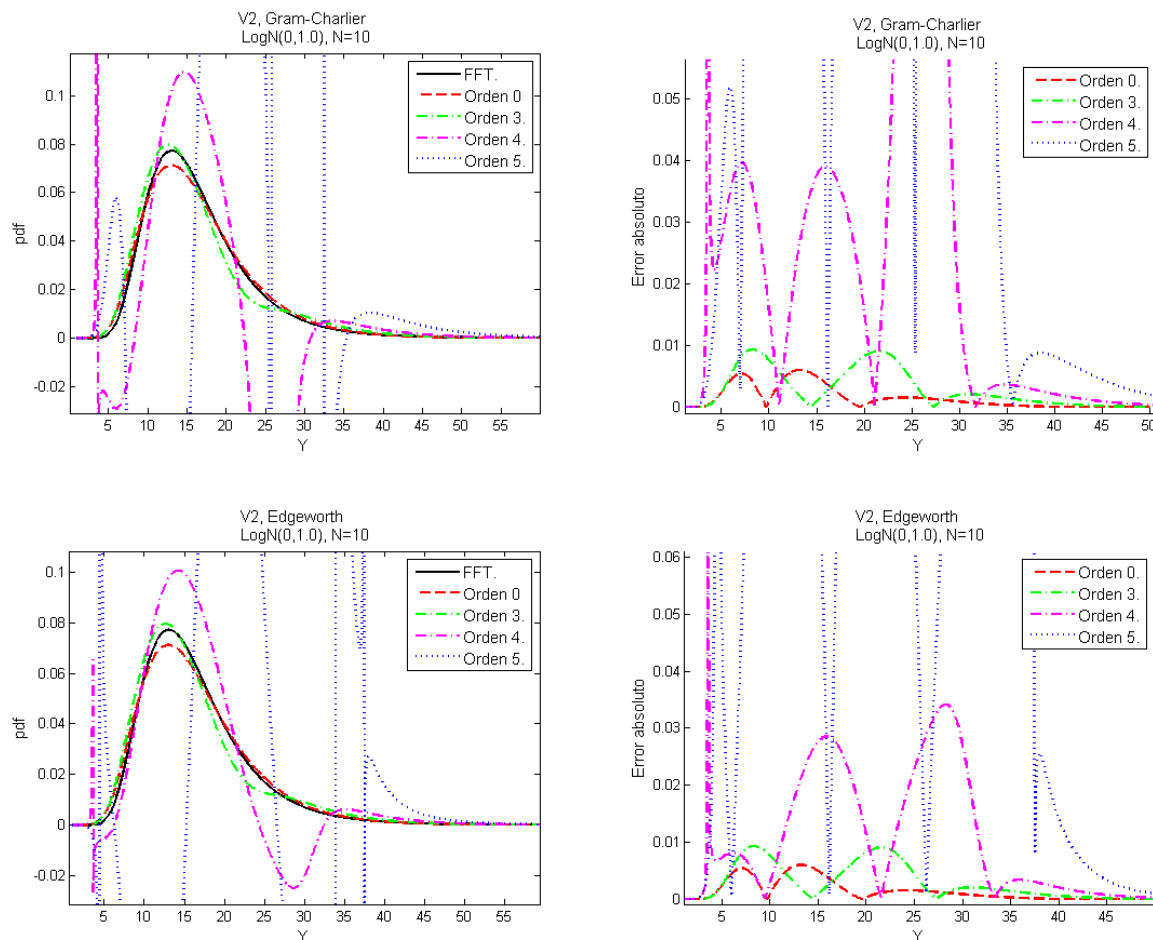 V2, Gram-Charlier
LogN(0,1.0), N=10
0.1
0.08
0.06
0.04
0.02
0
-0.02
pdf
5 10 15 20 25 30 35 40 45 50 55
Y
FFT.
Orden 0
Orden 3.
Orden 4.
Orden 5.
V2, Gram-Charlier
LogN(0,1.0), N=10
0.05
0.04
0.03
0.02
0.01
0
Error absoluto
5 10 15 20 25 30 35 40 45 50
Y
Orden 0.
Orden 3.
Orden 4.
Orden 5.
V2, Edgeworth
LogN(0,1.0), N=10
0.1
0.08
0.06
0.04
0.02
0
-0.02
pdf
5 10 15 20 25 30 35 40 45 50 55
Y
FFT.
Orden 0
Orden 3.
Orden 4.
Orden 5.
V2, Edgeworth
LogN(0,1.0), N=10
0.06
0.05
0.04
0.03
0.02
0.01
0
Error absoluto
5 10 15 20 25 30 35 40 45
Y
Orden 0.
Orden 3.
Orden 4.
Orden 5.